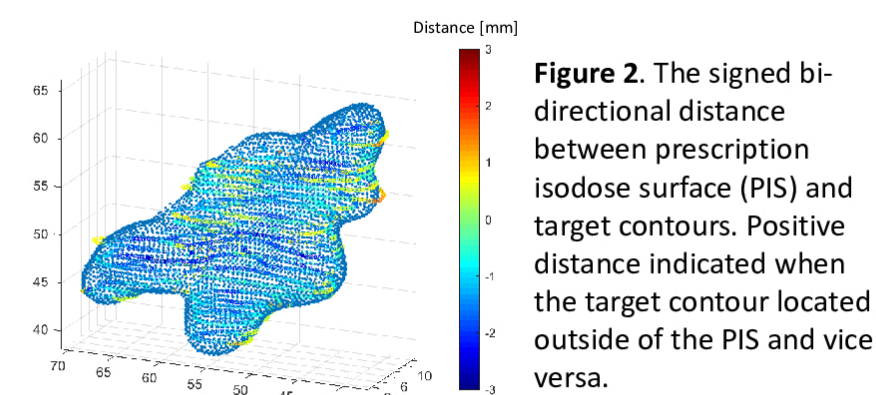 Distance [mm]
3
2
1
0
-1
-2
-3
65
60
55
50
45
40
70
65
60
55
50
45
6
10
Figure 2. The signed bi-
directional distance
between prescription
isodose surface (PIS) and
target contours. Positive
distance indicated when
the target contour located
outside of the PIS and vice
versa.